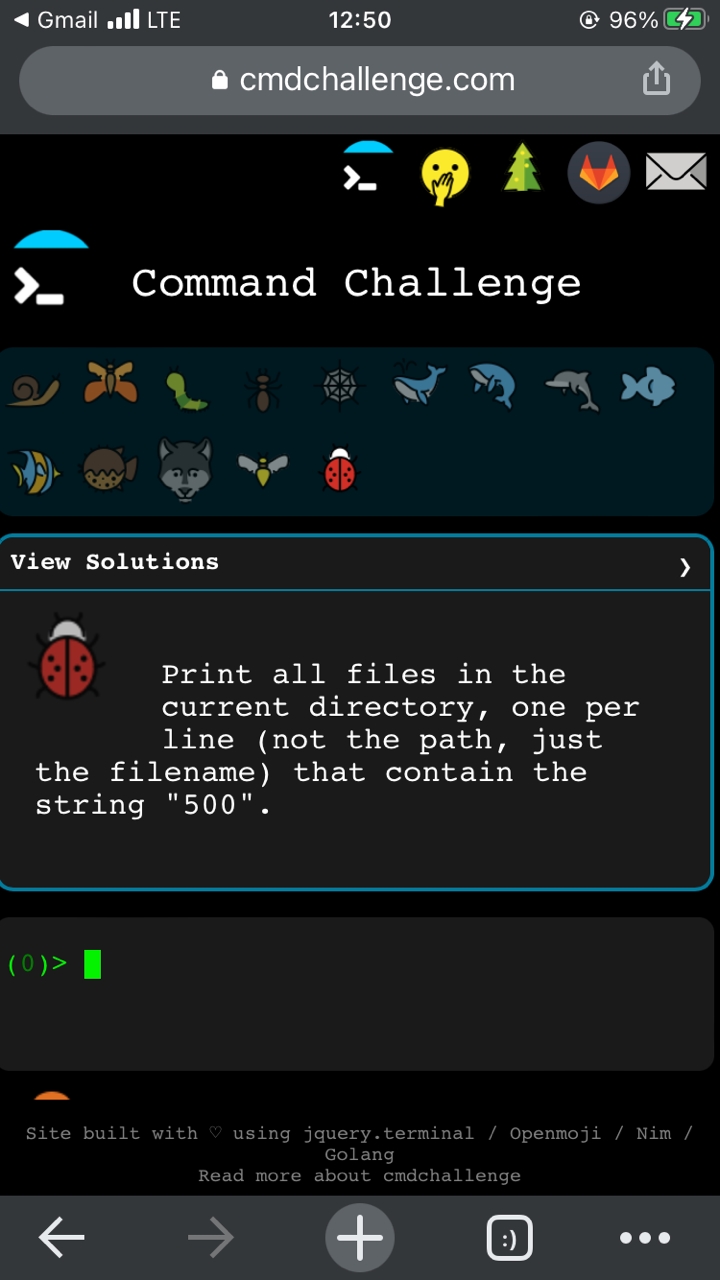 Gmail LTE 12:50 96%
cmdchallenge.com
Command Challenge
View Solutions
Print all files in the
current directory, one per
line (not the path, just
the filename) that contain the
string "500".
(0)>
Site built with ♡ using jquery.terminal / Openmoji / Nim /
Golang
Read more about cmdchallenge
:)